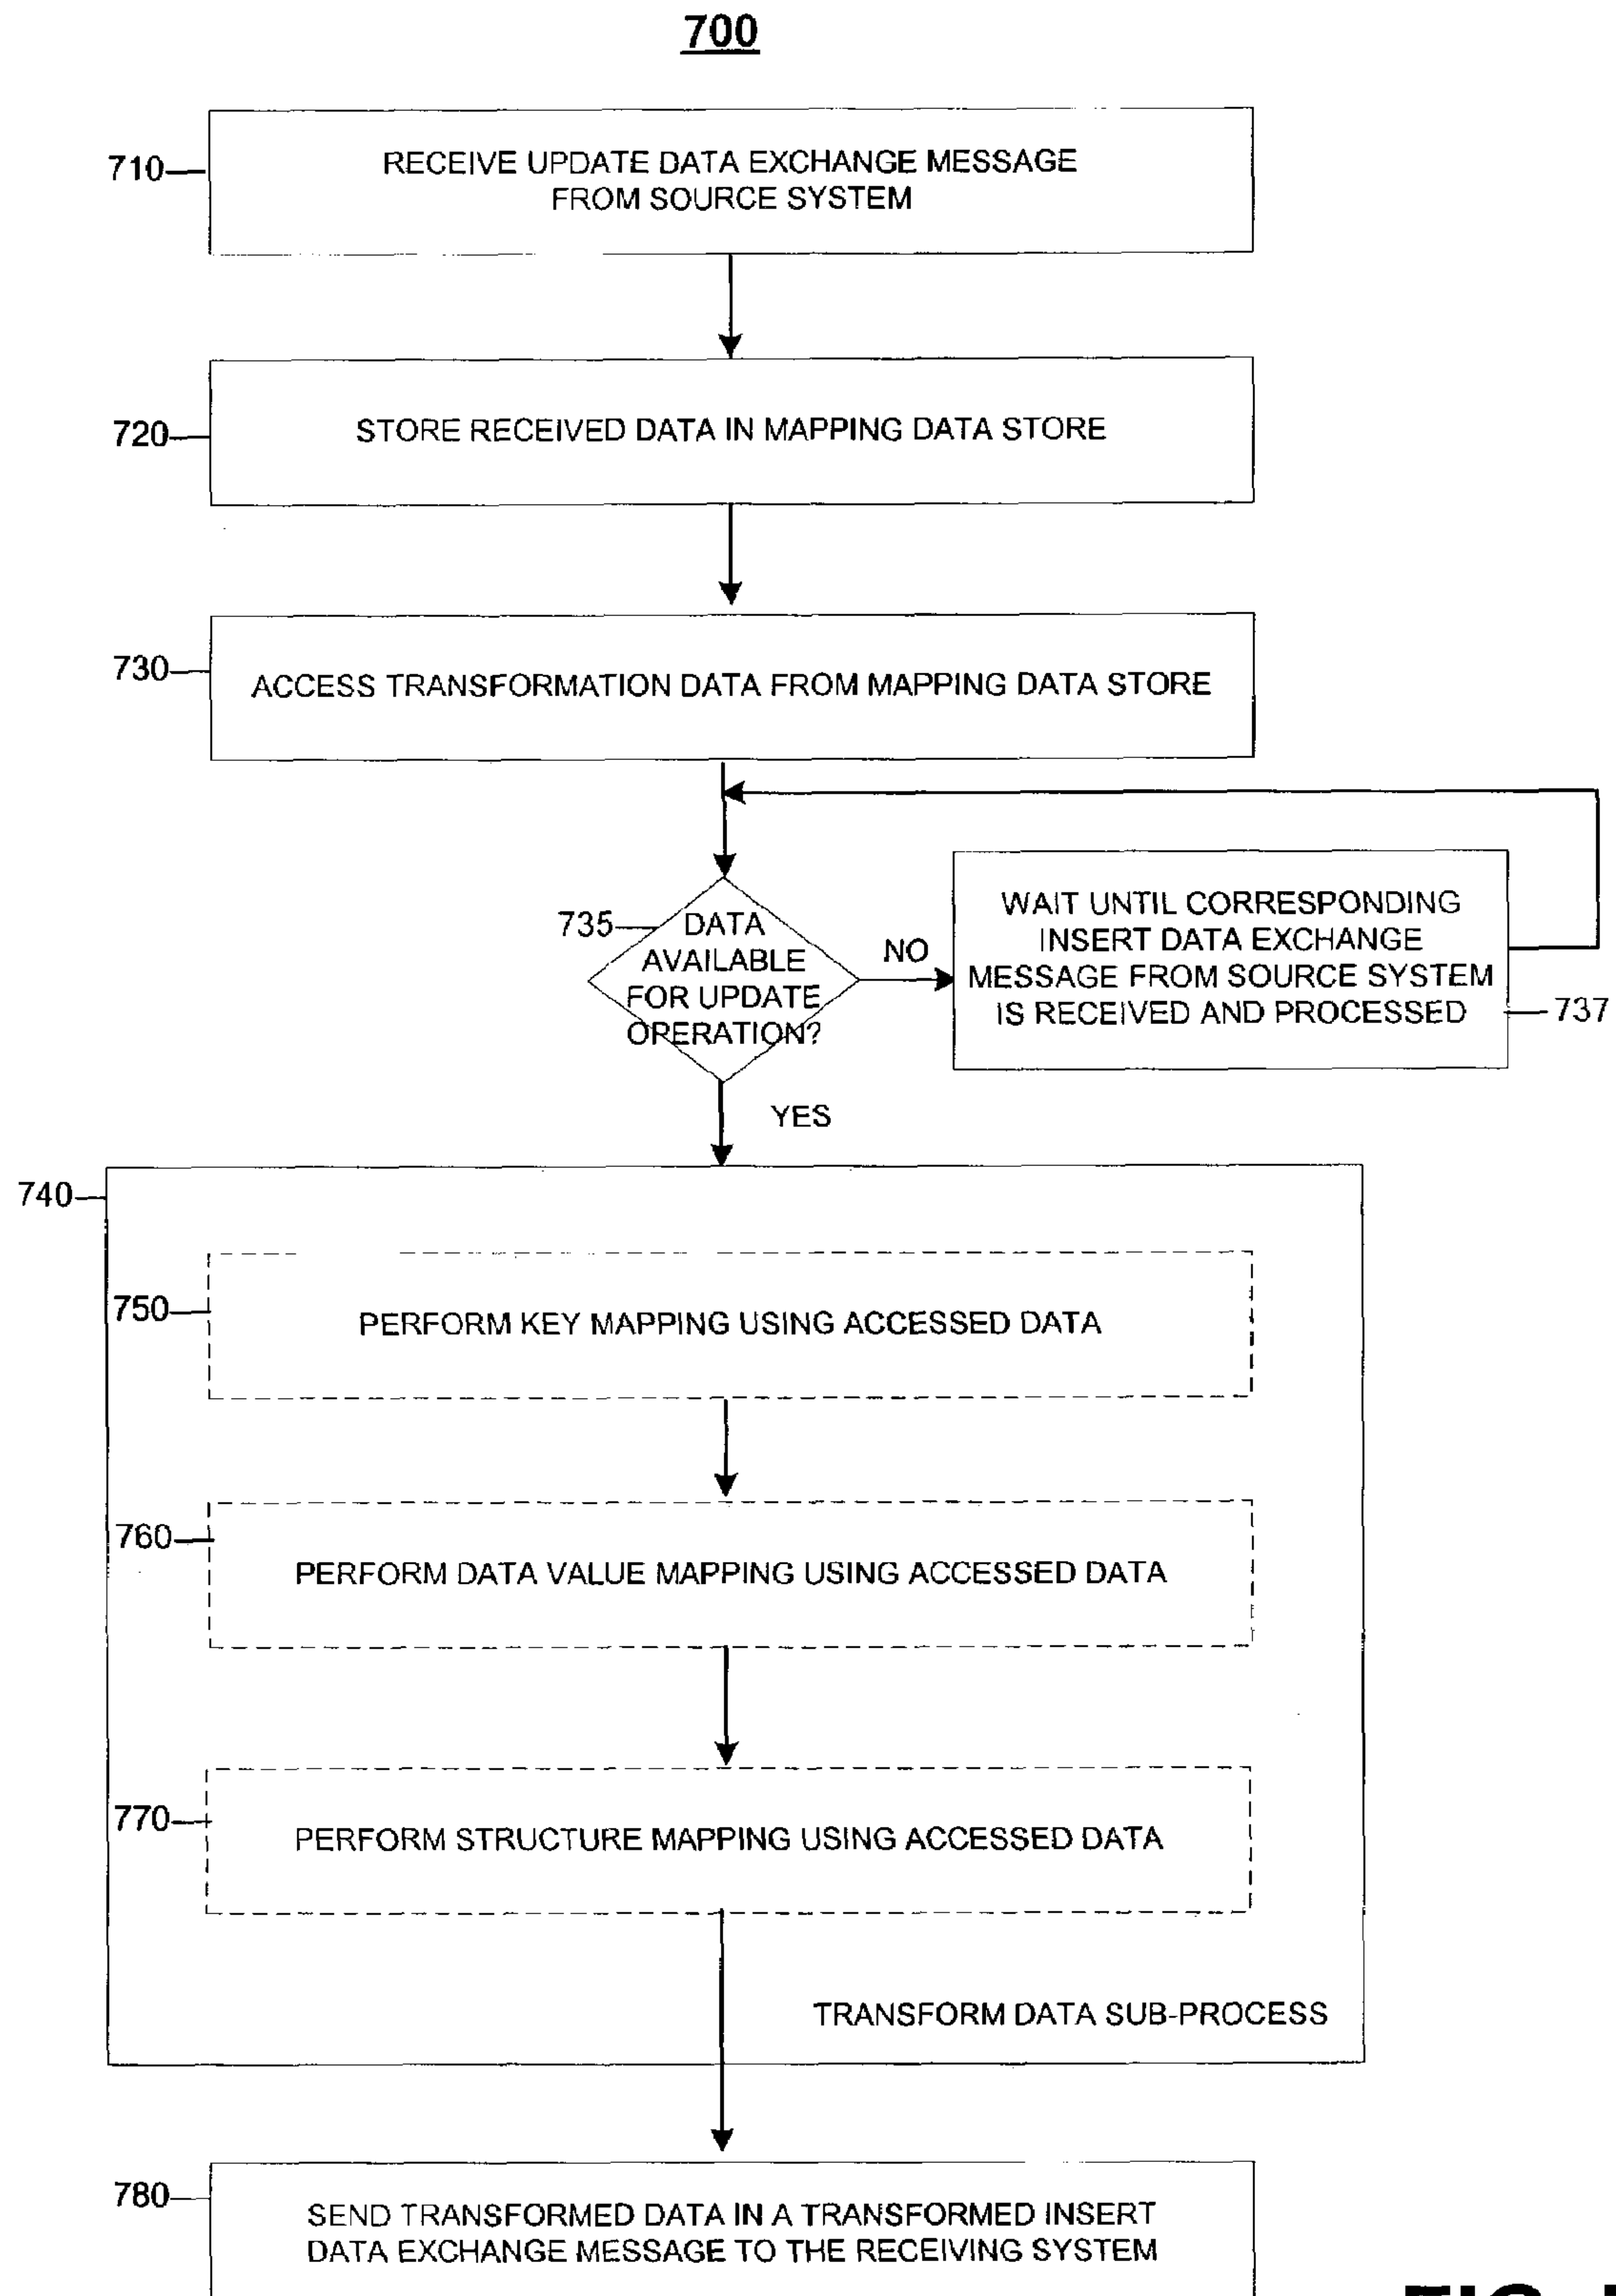 700
710
RECEIVE UPDATE DATA EXCHANGE MESSAGE
FROM SOURCE SYSTEM
720
STORE RECEIVED DATA IN MAPPING DATA STORE
730
ACCESS TRANSFORMATION DATA FROM MAPPING DATA STORE
735
DATA
AVAILABLE
FOR UPDATE
OPERATION?
NO
WAIT UNTIL CORRESPONDING
INSERT DATA EXCHANGE
MESSAGE FROM SOURCE SYSTEM
IS RECEIVED AND PROCESSED
737
YES
740
750
PERFORM KEY MAPPING USING ACCESSED DATA
760
PERFORM DATA VALUE MAPPING USING ACCESSED DATA
770
PERFORM STRUCTURE MAPPING USING ACCESSED DATA
TRANSFORM DATA SUB-PROCESS
780
SEND TRANSFORMED DATA IN A TRANSFORMED INSERT
DATA EXCHANGE MESSAGE TO THE RECEIVING SYSTEM